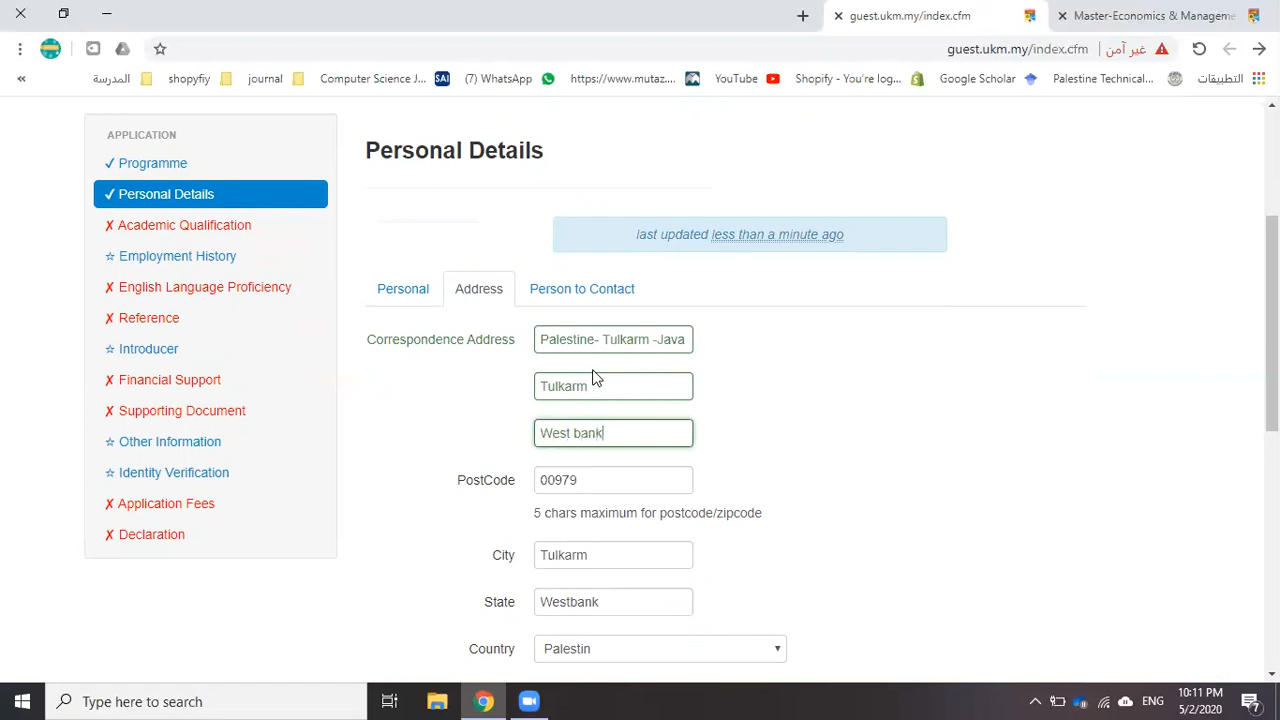 guest.ukm.my/index.cfm
Master-Economics & Manageme
guest.ukm.my/index.cfm
غير آمن
«
المدرسة
shopyfiy
journal
Computer Science J...
SAI
(7) WhatsApp
https://www.mutaz....
YouTube
Shopify - You're log...
Google Scholar
Palestine Technical...
التطبيقات
APPLICATION
✓ Programme
✓ Personal Details
✗ Academic Qualification
☆ Employment History
✗ English Language Proficiency
✗ Reference
☆ Introducer
✗ Financial Support
✗ Supporting Document
☆ Other Information
☆ Identity Verification
✗ Application Fees
✗ Declaration
Personal Details
last updated less than a minute ago
Personal
Address
Person to Contact
Correspondence Address
Palestine- Tulkarm -Java
Tulkarm
West bank
PostCode
00979
5 chars maximum for postcode/zipcode
City
Tulkarm
State
Westbank
Country
Palestin
Type here to search
ENG
10:11 PM
5/2/2020
7